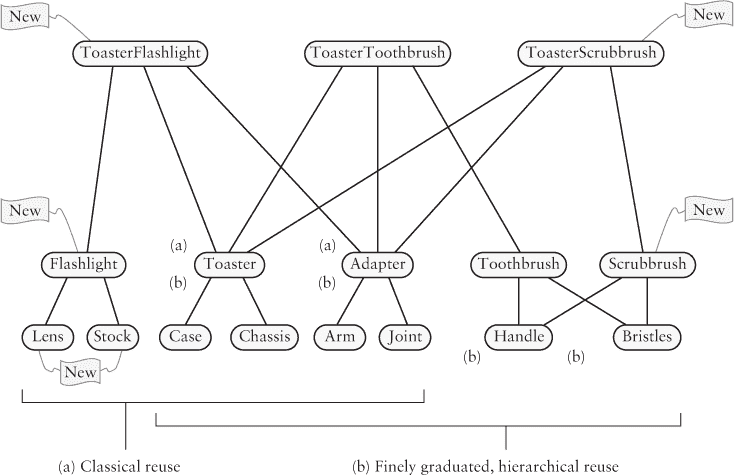 New
New
ToasterFlashlight
ToasterToothbrush
ToasterScrubbrush
New
New
(a)
(a)
Flashlight
Toaster
Adapter
Toothbrush
Scrubbrush
(b)
(b)
Lens
Stock
Case
Chassis
Arm
Joint
Handle
Bristles
(b)
(b)
New
(a) Classical reuse
(b) Finely graduated, hierarchical reuse